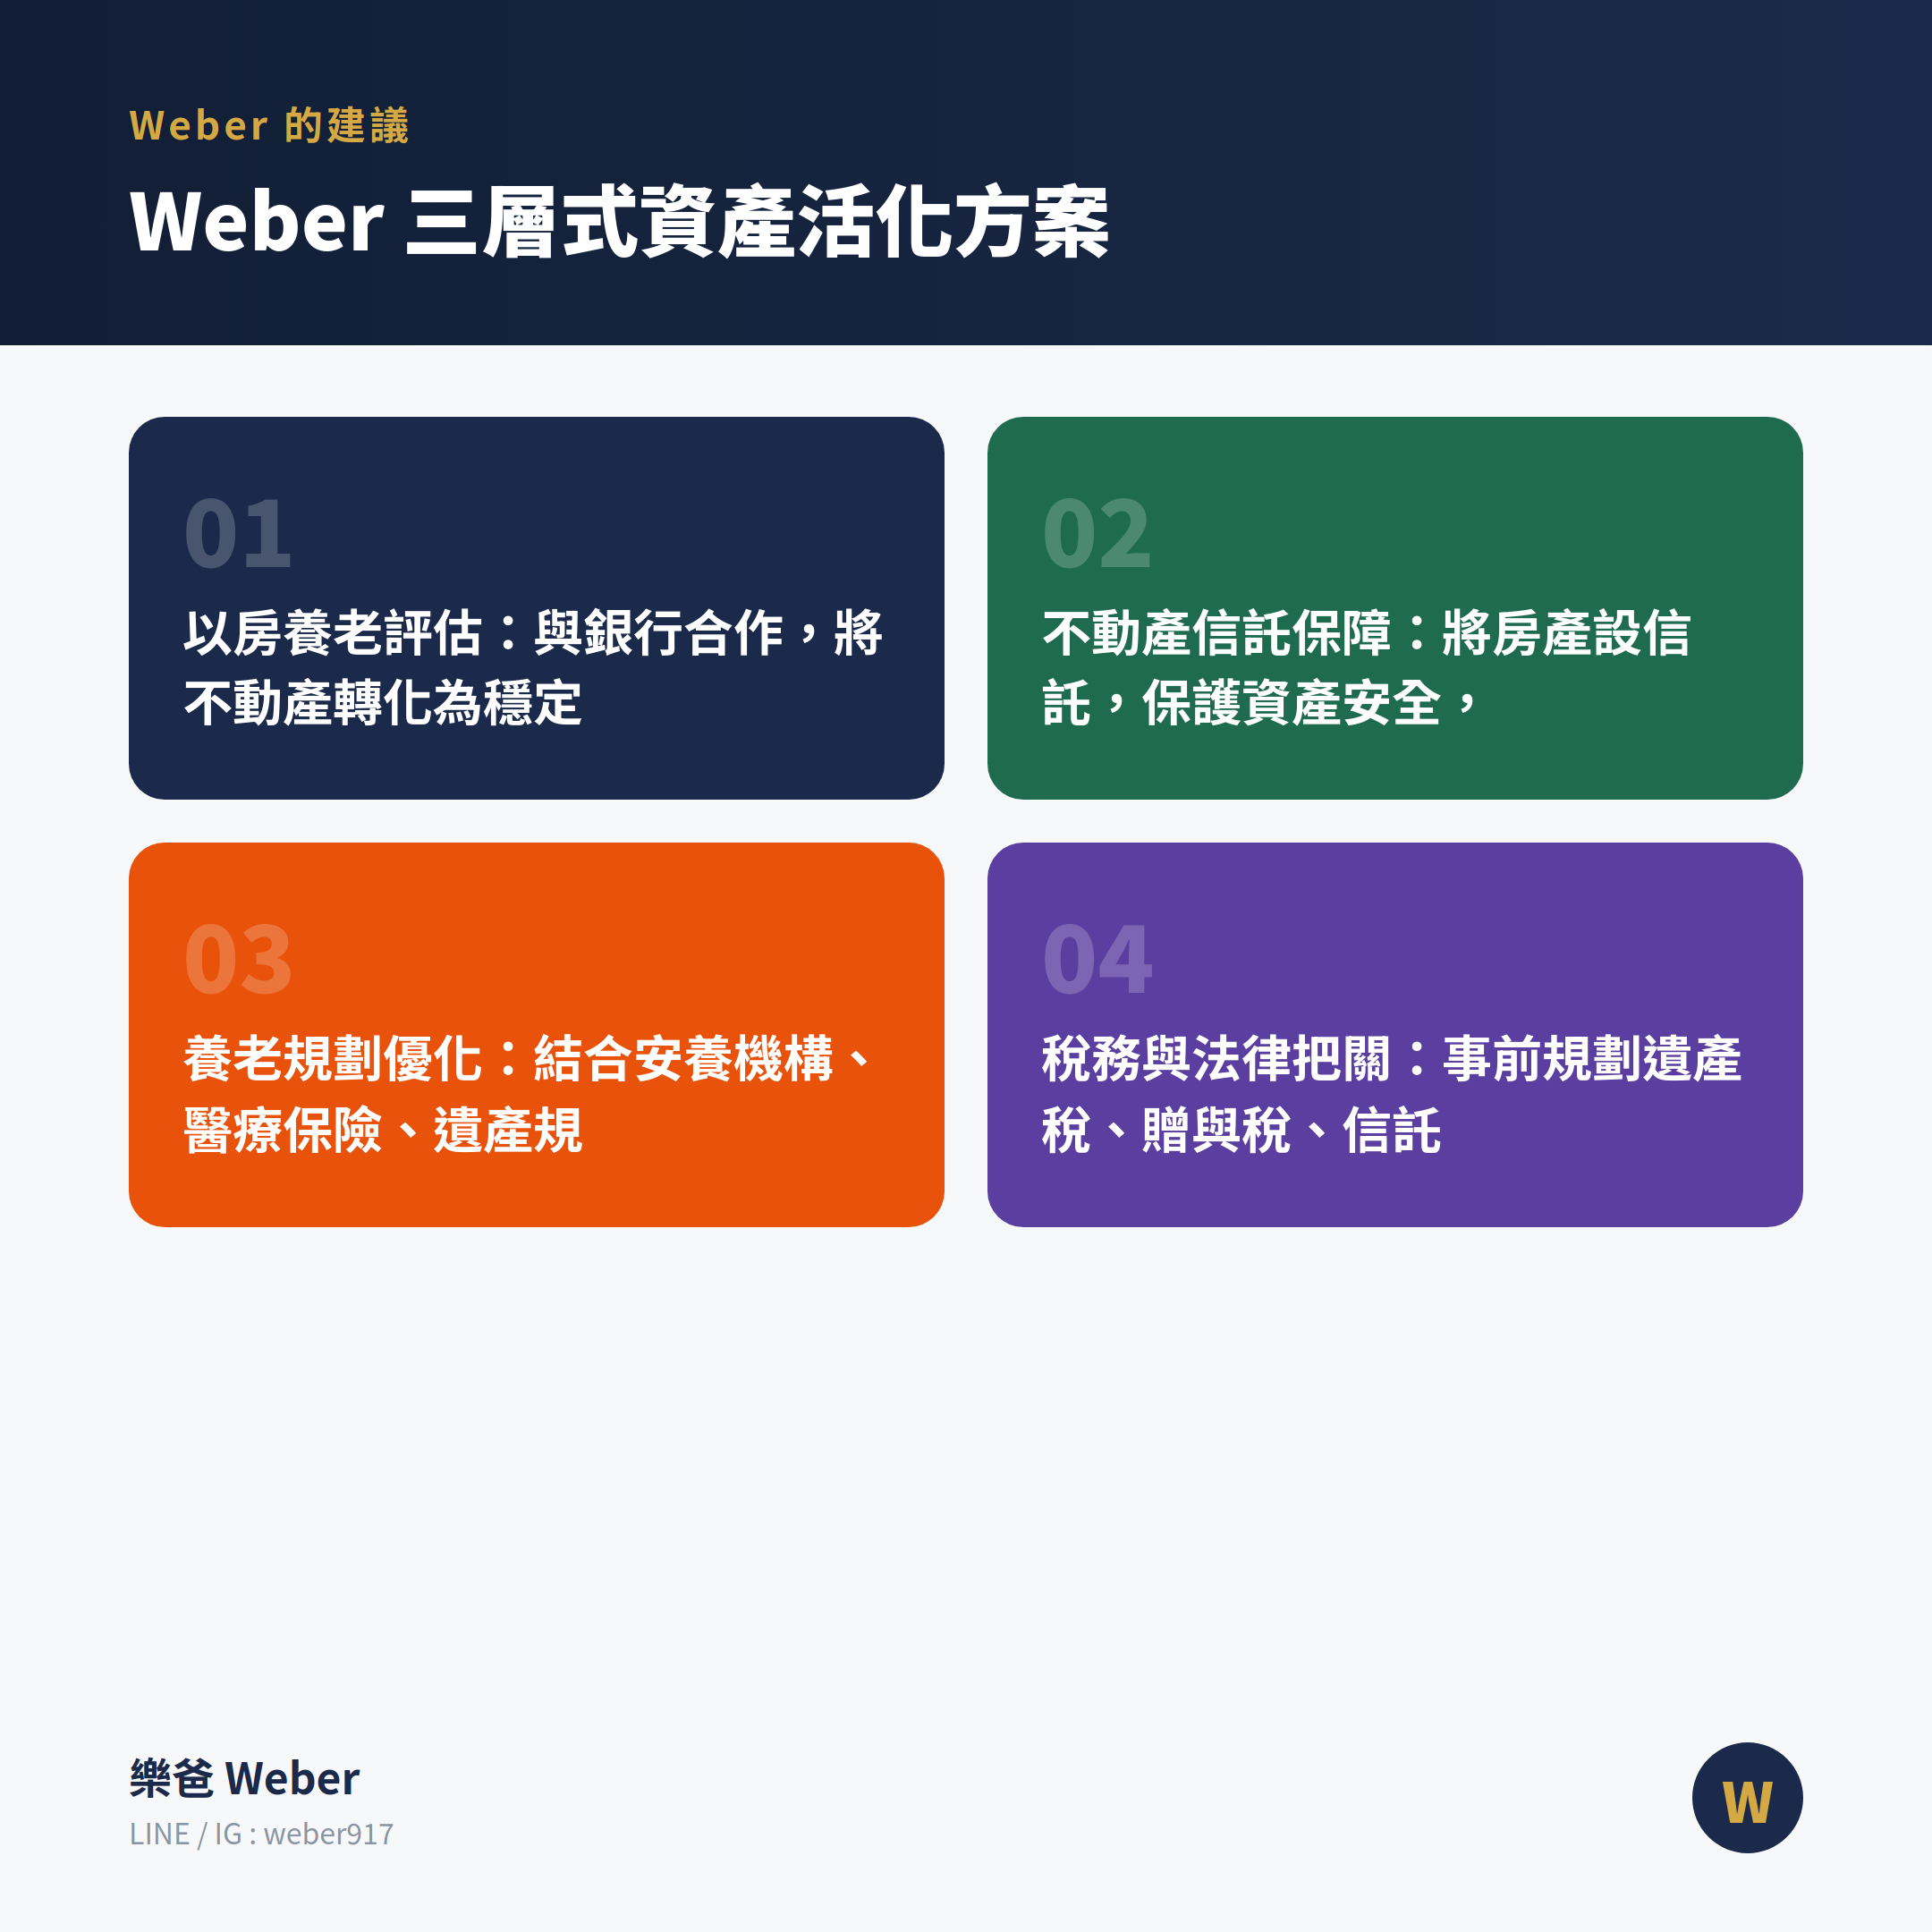 Weber 的建議
Weber 三層式資產活化方案
01
以房養老評估：與銀行合作，將
不動產轉化為穩定
02
不動產信託保障：將房產設信
託，保護資產安全，
03
養老規劃優化：結合安養機構、
醫療保險、遺產規
04
稅務與法律把關：事前規劃遺產
稅、贈與稅、信託
樂爸 Weber
LINE / IG : weber917
W